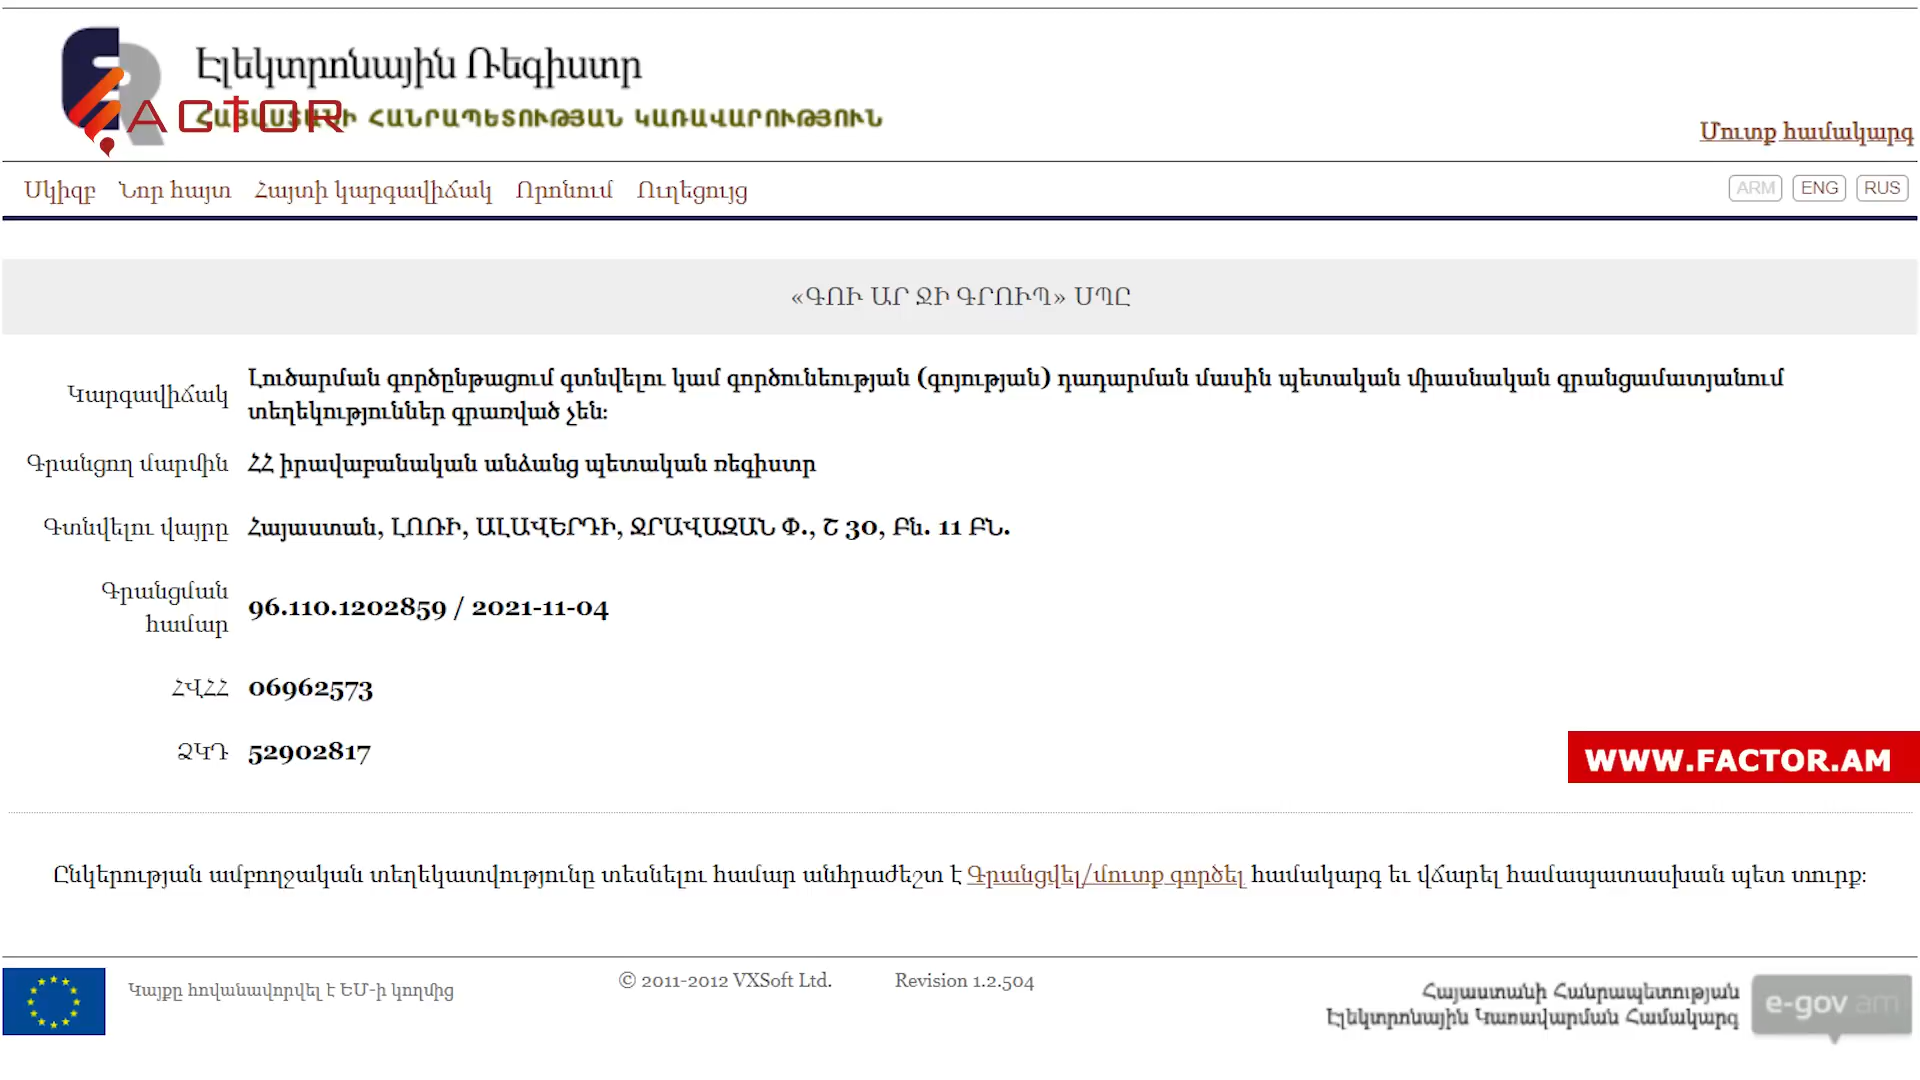 Էլեկտրոնային Ռեգիստր
ՀԱՅԱՍՏԱՆԻ ՀԱՆՐԱՊԵՏՈՒԹՅԱՆ ԿԱՌԱՎԱՐՈՒԹՅՈՒՆ
ACTOR
Մուտք համակարգ
Սկիզբ Նոր հայտ Հայտի կարգավիճակ Որոնում Ուղեցույց
ARM ENG RUS
«ԳՈՒ ԱՐ ՋԻ ԳՐՈՒՊ» ՍՊԸ
Կարգավիճակ
Լուծարման գործընթացում գտնվելու կամ գործունեության (գոյության) դադարման մասին պետական միասնական գրանցամատյանում
տեղեկություններ գրառված չեն։
Գրանցող մարմին ՀՀ իրավաբանական անձանց պետական ռեգիստր
Գտնվելու վայրը Հայաստան, ԼՈՌԻ, ԱԼԱՎԵՐԴԻ, ՋՐԱՎԱԶԱՆ Փ., Շ 30, Բն. 11 ԲՆ.
Գրանցման
համար
96.110.1202859 / 2021-11-04
ՀՎՀՀ 06962573
ՁԿԴ 52902817
WWW.FACTOR.AM
Ընկերության ամբողջական տեղեկատվությունը տեսնելու համար անհրաժեշտ է Գրանցվել/մուտք գործել համակարգ եւ վճարել համապատասխան պետ տուրք։
Կայքը հովանավորվել է ԵՄ-ի կողմից
© 2011-2012 VXSoft Ltd. Revision 1.2.504
Հայաստանի Հանրապետության
Էլեկտրոնային Կառավարման Համակարգ
e-gov am